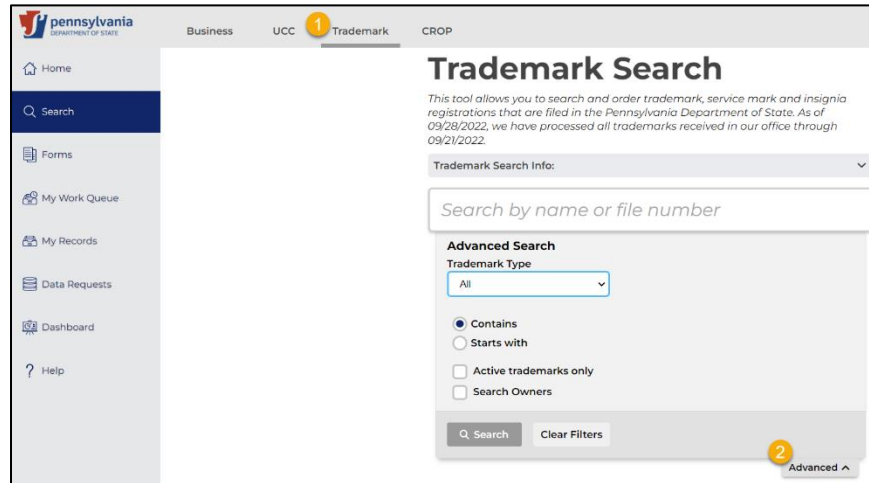 pennsylvania
DEPARTMENT OF STATE
Business
UCC
1
Trademark
CROP
Home
Search
Forms
My Work Queue
My Records
Data Requests
Dashboard
? Help
Trademark Search
This tool allows you to search and order trademark, service mark and insignia
registrations that are filed in the Pennsylvania Department of State. As of
09/28/2022, we have processed all trademarks received in our office through
09/21/2022.
Trademark Search Info:
Search by name or file number
Advanced Search
Trademark Type
All
Contains
Starts with
Active trademarks only
Search Owners
Search
Clear Filters
2
Advanced